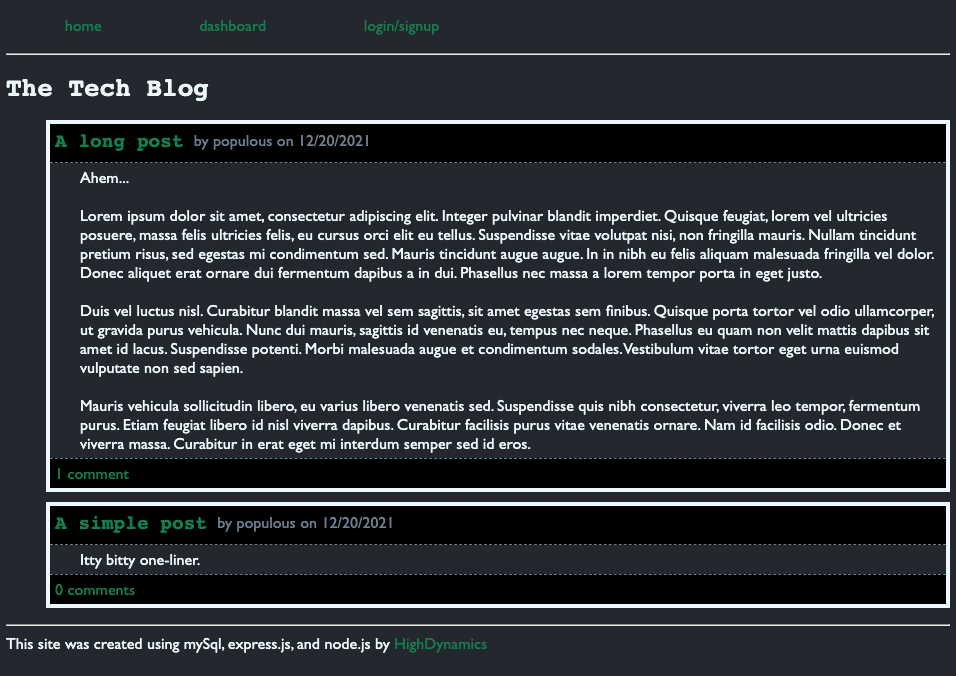 home dashboard login/signup
The Tech Blog
A long post by populous on 12/20/2021
Ahem...
Lorem ipsum dolor sit amet, consectetur adipiscing elit. Integer pulvinar blandit imperdiet. Quisque feugiat, lorem vel ultricies
posuere, massa felis ultricies felis, eu cursus orci elit eu tellus. Suspendisse vitae volutpat nisi, non fringilla mauris. Nullam tincidunt
pretium risus, sed egestas mi condimentum sed. Mauris tincidunt augue augue. In in nibh eu felis aliquam malesuada fringilla vel dolor.
Donec aliquet erat ornare dui fermentum dapibus a in dui. Phasellus nec massa a lorem tempor porta in eget justo.
Duis vel luctus nisl. Curabitur blandit massa vel sem sagittis, sit amet egestas sem finibus. Quisque porta tortor vel odio ullamcorper,
ut gravida purus vehicula. Nunc dui mauris, sagittis id venenatis eu, tempus nec neque. Phasellus eu quam non velit mattis dapibus sit
amet id lacus. Suspendisse potenti. Morbi malesuada augue et condimentum sodales. Vestibulum vitae tortor eget urna euismod
vulputate non sed sapien.
Mauris vehicula sollicitudin libero, eu varius libero venenatis sed. Suspendisse quis nibh consectetur, viverra leo tempor, fermentum
purus. Etiam feugiat libero id nisl viverra dapibus. Curabitur facilisis purus vitae venenatis ornare. Nam id facilisis odio. Donec et
viverra massa. Curabitur in erat eget mi interdum semper sed id eros.
1 comment
A simple post by populous on 12/20/2021
Itty bitty one-liner.
0 comments
This site was created using mySql, express.js, and node.js by HighDynamics